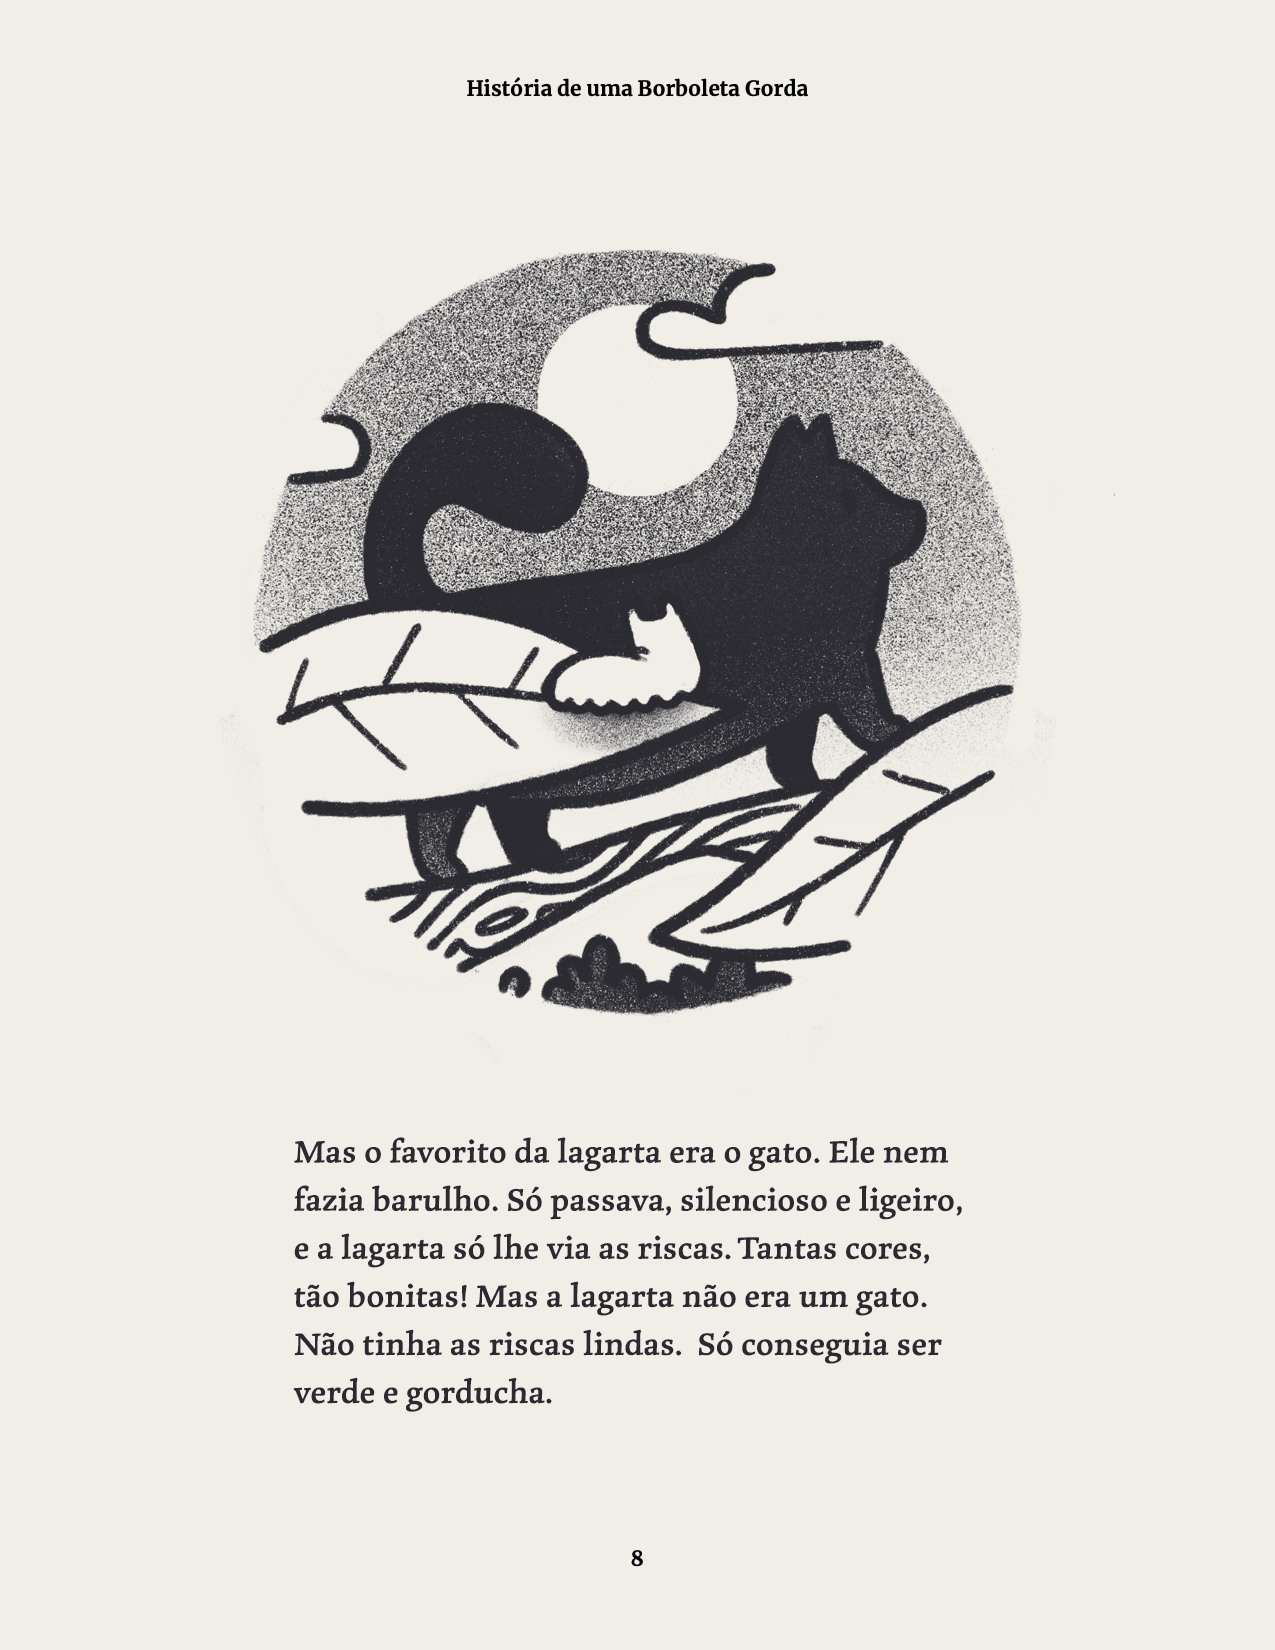 História de uma Borboleta Gorda
Mas o favorito da lagarta era o gato. Ele nem
fazia barulho. Só passava, silencioso e ligeiro,
e a lagarta só lhe via as riscas. Tantas cores,
tão bonitas! Mas a lagarta não era um gato.
Não tinha as riscas lindas.  Só conseguia ser
verde e gorducha.
8